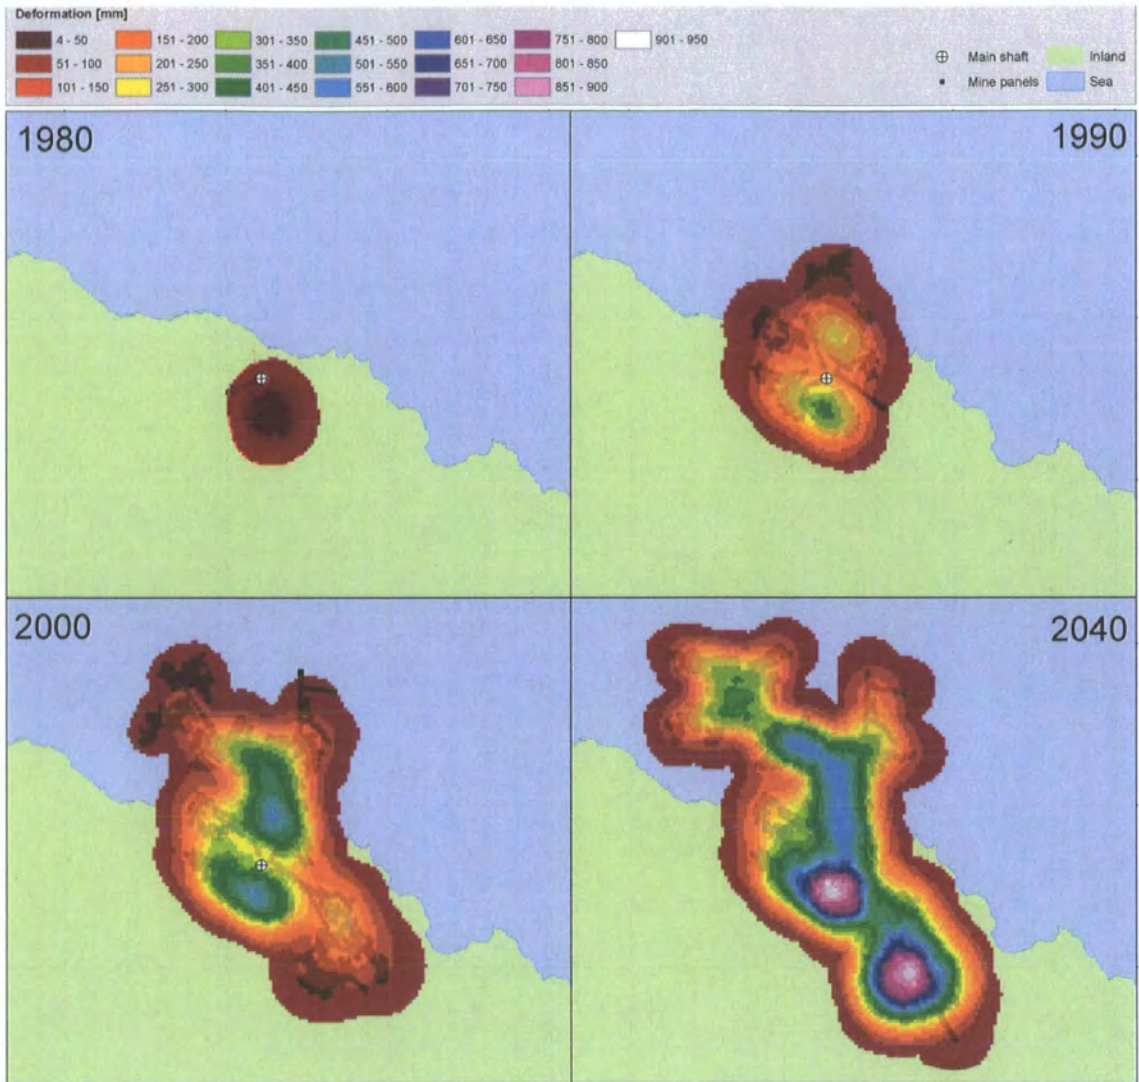 Deformation [mm]
4 - 50 151 - 200 301 - 350 451 - 500 601 - 650 751 - 800 901 - 950
51 - 100 201 - 250 351 - 400 501 - 550 651 - 700 801 - 850 Main shaft Inland
101 - 150 251 - 300 401 - 450 551 - 600 701 - 750 851 - 900 Mine panels Sea
1980 1990
2000 2040